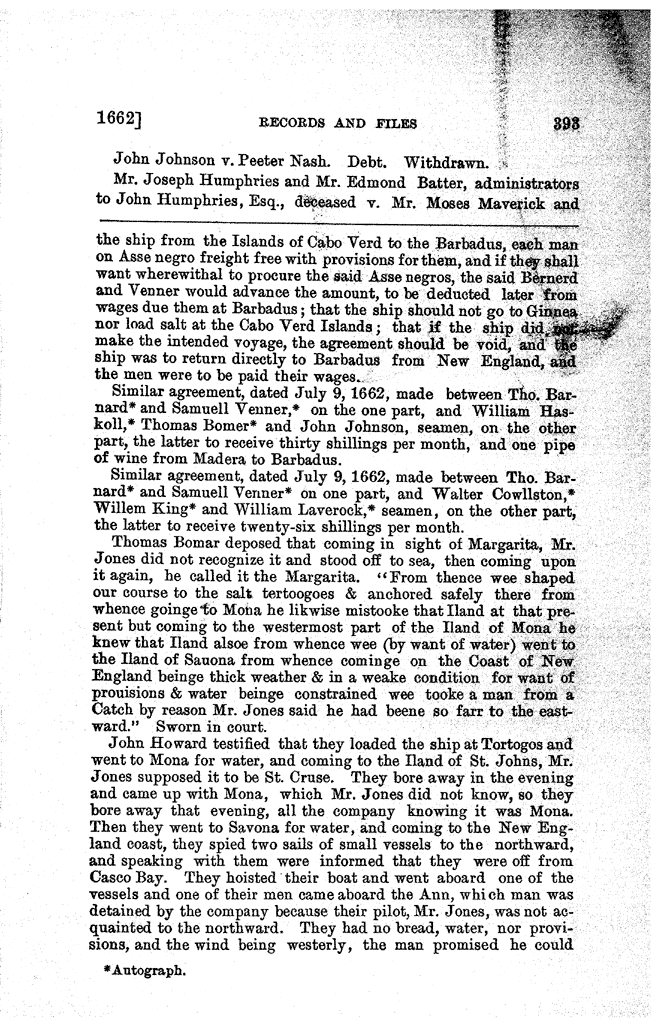 1662] RECORDS AND FILES 393
John Johnson v. Peeter Nash. Debt. Withdrawn.
Mr. Joseph Humphries and Mr. Edmond Batter, administrators
to John Humphries, Esq., deceased v. Mr. Moses Maverick and
the ship from the Islands of Cabo Verd to the Barbadus, each man
on Asse negro freight free with provisions for them, and if they shall
want wherewithal to procure the said Asse negros, the said Bernerd
and Venner would advance the amount, to be deducted later from
wages due them at Barbadus; that the ship should not go to Ginnea
nor load salt at the Cabo Verd Islands; that if the ship did not
make the intended voyage, the agreement should be void, and the
ship was to return directly to Barbadus from New England, and
the men were to be paid their wages.
Similar agreement, dated July 9, 1662, made between Tho. Bar-
nard* and Samuell Venner,* on the one part, and William Has-
koll,* Thomas Bomer* and John Johnson, seamen, on the other
part, the latter to receive thirty shillings per month, and one pipe
of wine from Madera to Barbados.
Similar agreement, dated July 9, 1662, made between Tho. Bar-
nard* and Samuell Venner* on one part, and Walter Cowllston,*
Willem King* and William Laverock,* seamen, on the other part,
the latter to receive twenty-six shillings per month.
Thomas Bomar deposed that coming in sight of Margarita, Mr.
Jones did not recognize it and stood off to sea, then coming upon
it again, he called it the Margarita. "From thence wee shaped
our course to the salt tertoogoes & anchored safely there from
whence goinge to Mona he likwise mistooke that Iland at that pre-
sent but coming to the westermost part of the Iland of Mona he
knew that Iland alsoe from whence wee (by want of water) went to
the Iland of Sauona from whence cominge on the Coast of New
England beinge thick weather & in a weake condition for want of
prouisions & water beinge constrained wee tooke a man from a
Catch by reason Mr. Jones said he had beene so farr to the east-
ward." Sworn in court.
John Howard testified that they loaded the ship at Tortogos and
went to Mona for water, and coming to the Iland of St. Johns, Mr.
Jones supposed it to be St. Cruse. They bore away in the evening
and came up with Mona, which Mr. Jones did not know, so they
bore away that evening, all the company knowing it was Mona.
Then they went to Savona for water, and coming to the New Eng-
land coast, they spied two sails of small vessels to the northward,
and speaking with them were informed that they were off from
Casco Bay. They hoisted their boat and went aboard one of the
vessels and one of their men came aboard the Ann, which man was
detained by the company because their pilot, Mr. Jones, was not ac-
quainted to the northward. They had no bread, water, nor provi-
sions, and the wind being westerly, the man promised he could
*Autograph.